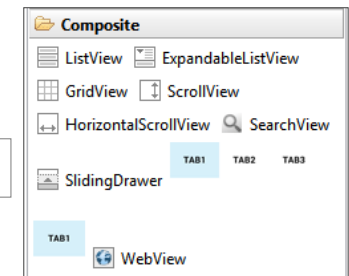 Composite
ListView ExpandableListView
GridView ScrollView
HorizontalScrollView SearchView
SlidingDrawer TAB1 TAB2 TAB3
TAB1 WebView